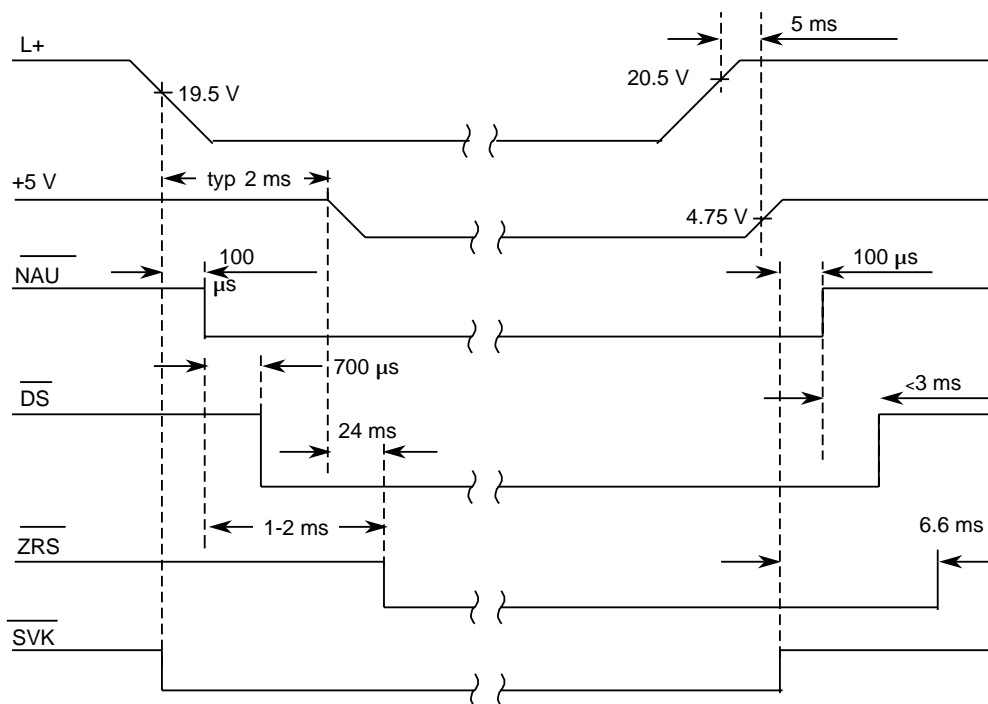 5 ms
L+
20.5 V
19.5 V
typ 2 ms
+5 V
4.75 V
NAU
100
µs
100 µs
700 µs
DS
<3 ms
24 ms
1-2 ms
6.6 ms
ZRS
SVK